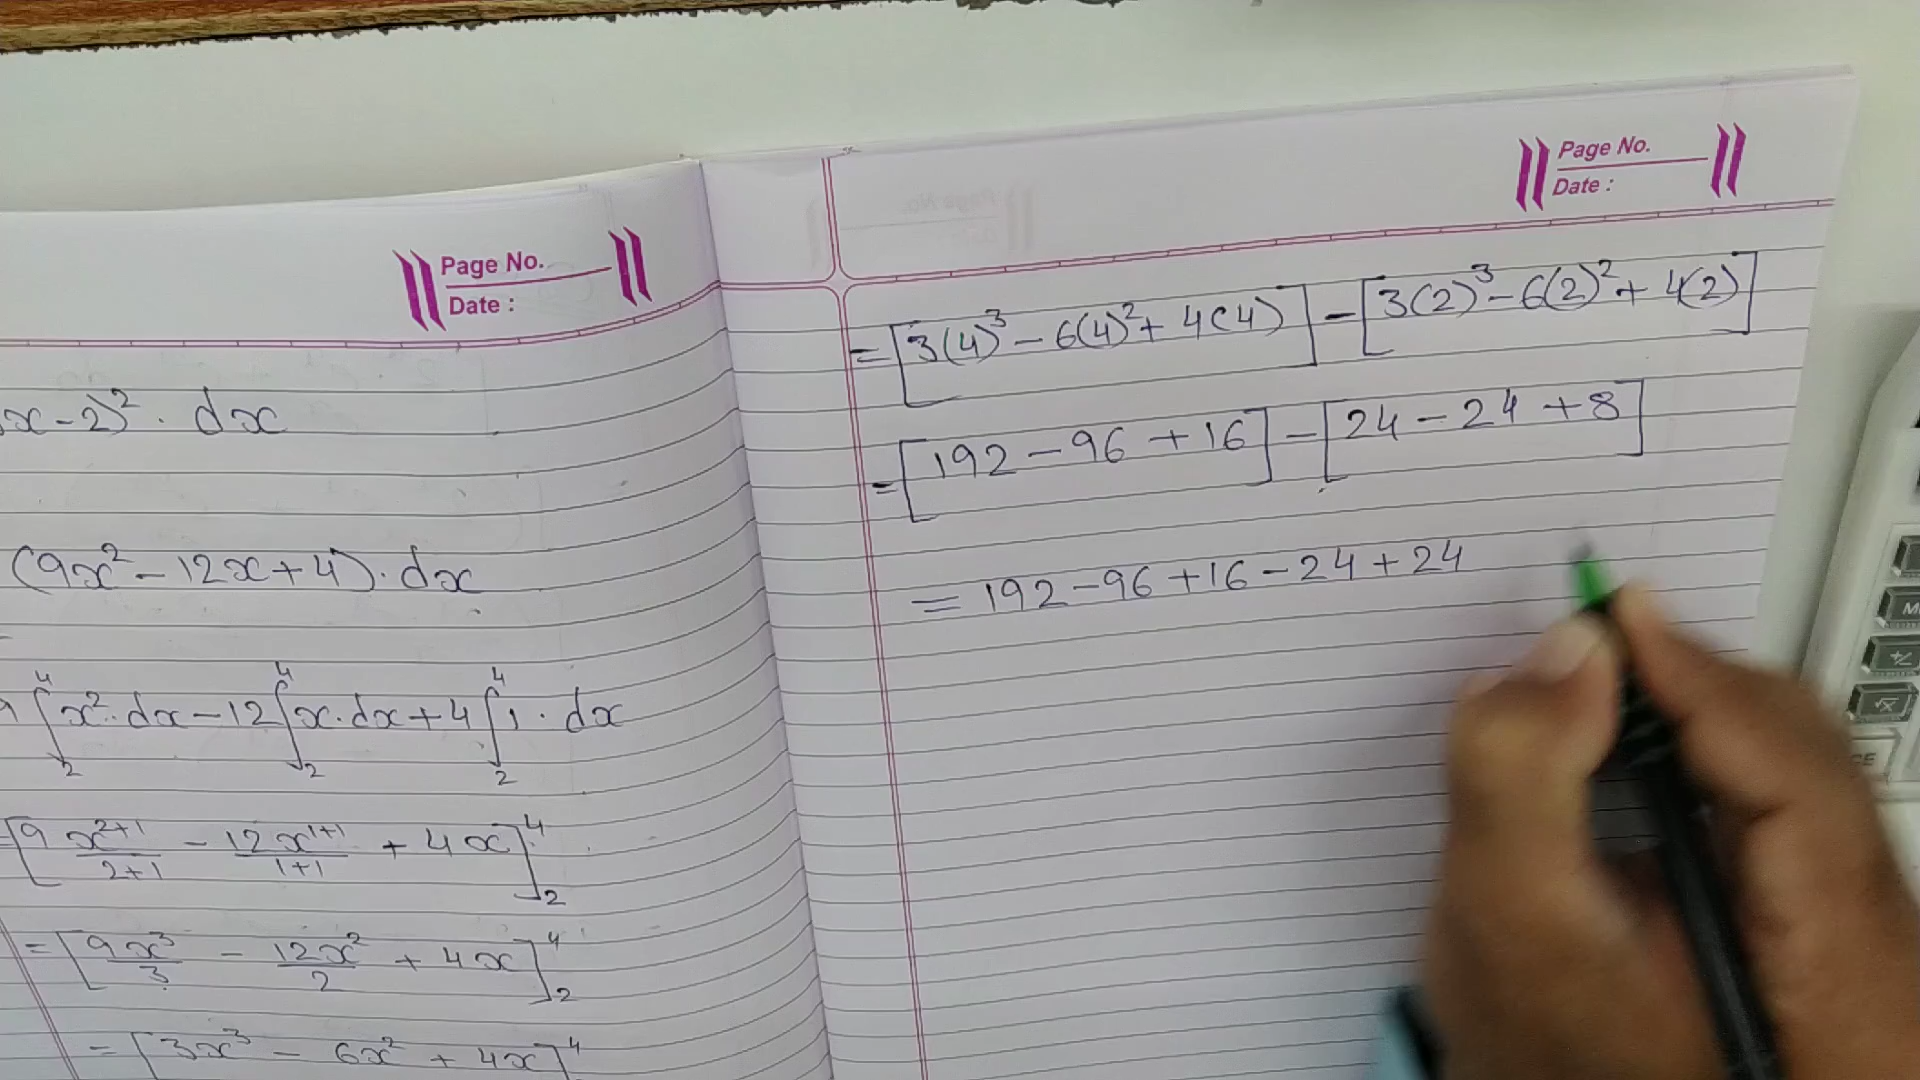 Page No.
Date :
x-2)² · dx
(9x² - 12x + 4) · dx
∫₂⁴ x² · dx - 12 ∫₂⁴ x · dx + 4 ∫₂⁴ 1 · dx
[9 x²⁺¹/2+1 - 12x¹⁺¹/1+1 + 4x]₂⁴
= [9x³/3 - 12x²/2 + 4x]₂⁴
= [3x³ - 6x² + 4x]⁴
Page No.
Date :
= [3(4)³ - 6(4)² + 4(4)] - [3(2)³ - 6(2)² + 4(2)]
= [192 - 96 + 16] - [24 - 24 + 8]
= 192 - 96 + 16 - 24 + 24